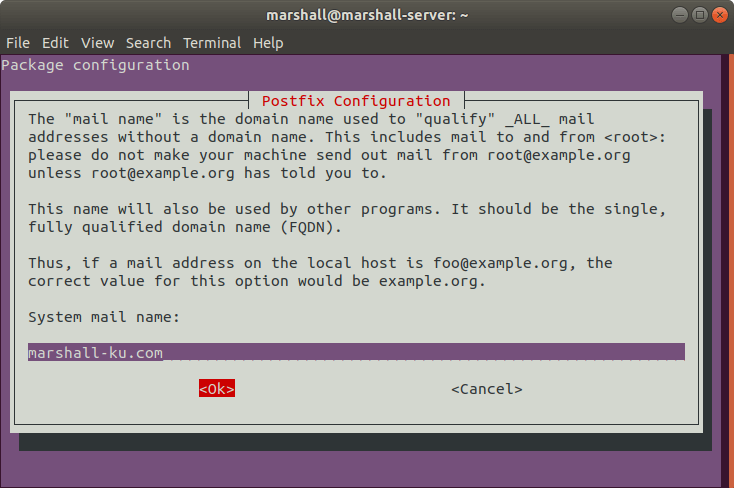 marshall@marshall-server: ~
File Edit View Search Terminal Help
Package configuration
Postfix Configuration
The "mail name" is the domain name used to "qualify" _ALL_ mail
addresses without a domain name. This includes mail to and from <root>:
please do not make your machine send out mail from root@example.org
unless root@example.org has told you to.
This name will also be used by other programs. It should be the single,
fully qualified domain name (FQDN).
Thus, if a mail address on the local host is foo@example.org, the
correct value for this option would be example.org.
System mail name:
marshall-ku.com
<Ok> <Cancel>